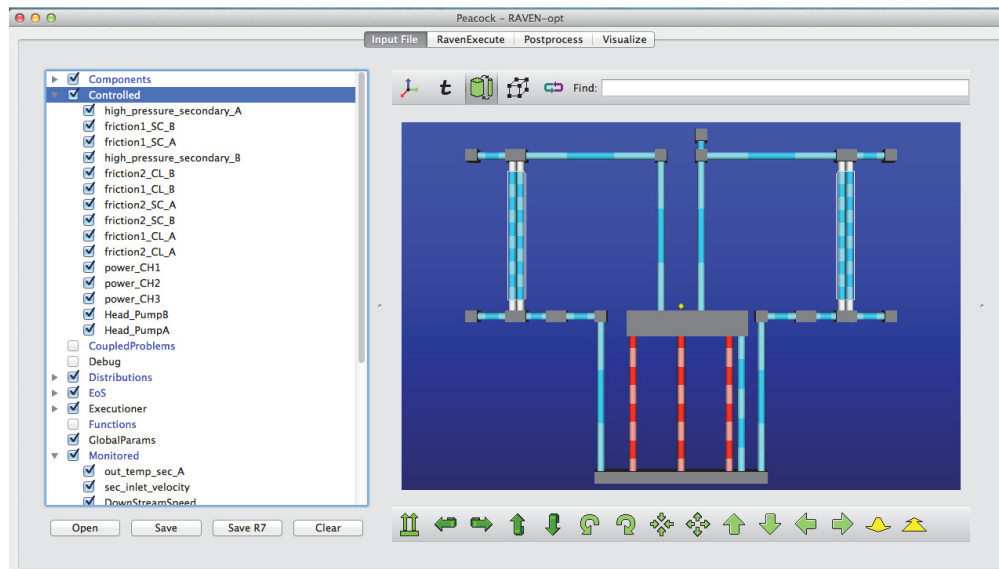 Peacock – RAVEN-opt
Input File RavenExecute Postprocess Visualize
Components
Controlled
high_pressure_secondary_A
friction1_SC_B
friction1_SC_A
high_pressure_secondary_B
friction2_CL_B
friction1_CL_B
friction2_SC_A
friction2_SC_B
friction1_CL_A
friction2_CL_A
power_CH1
power_CH2
power_CH3
Head_PumpB
Head_PumpA
CoupledProblems
Debug
Distributions
EoS
Executioner
Functions
GlobalParams
Monitored
out_temp_sec_A
sec_inlet_velocity
DownStreamSpeed
Open Save Save R7 Clear
t Find: